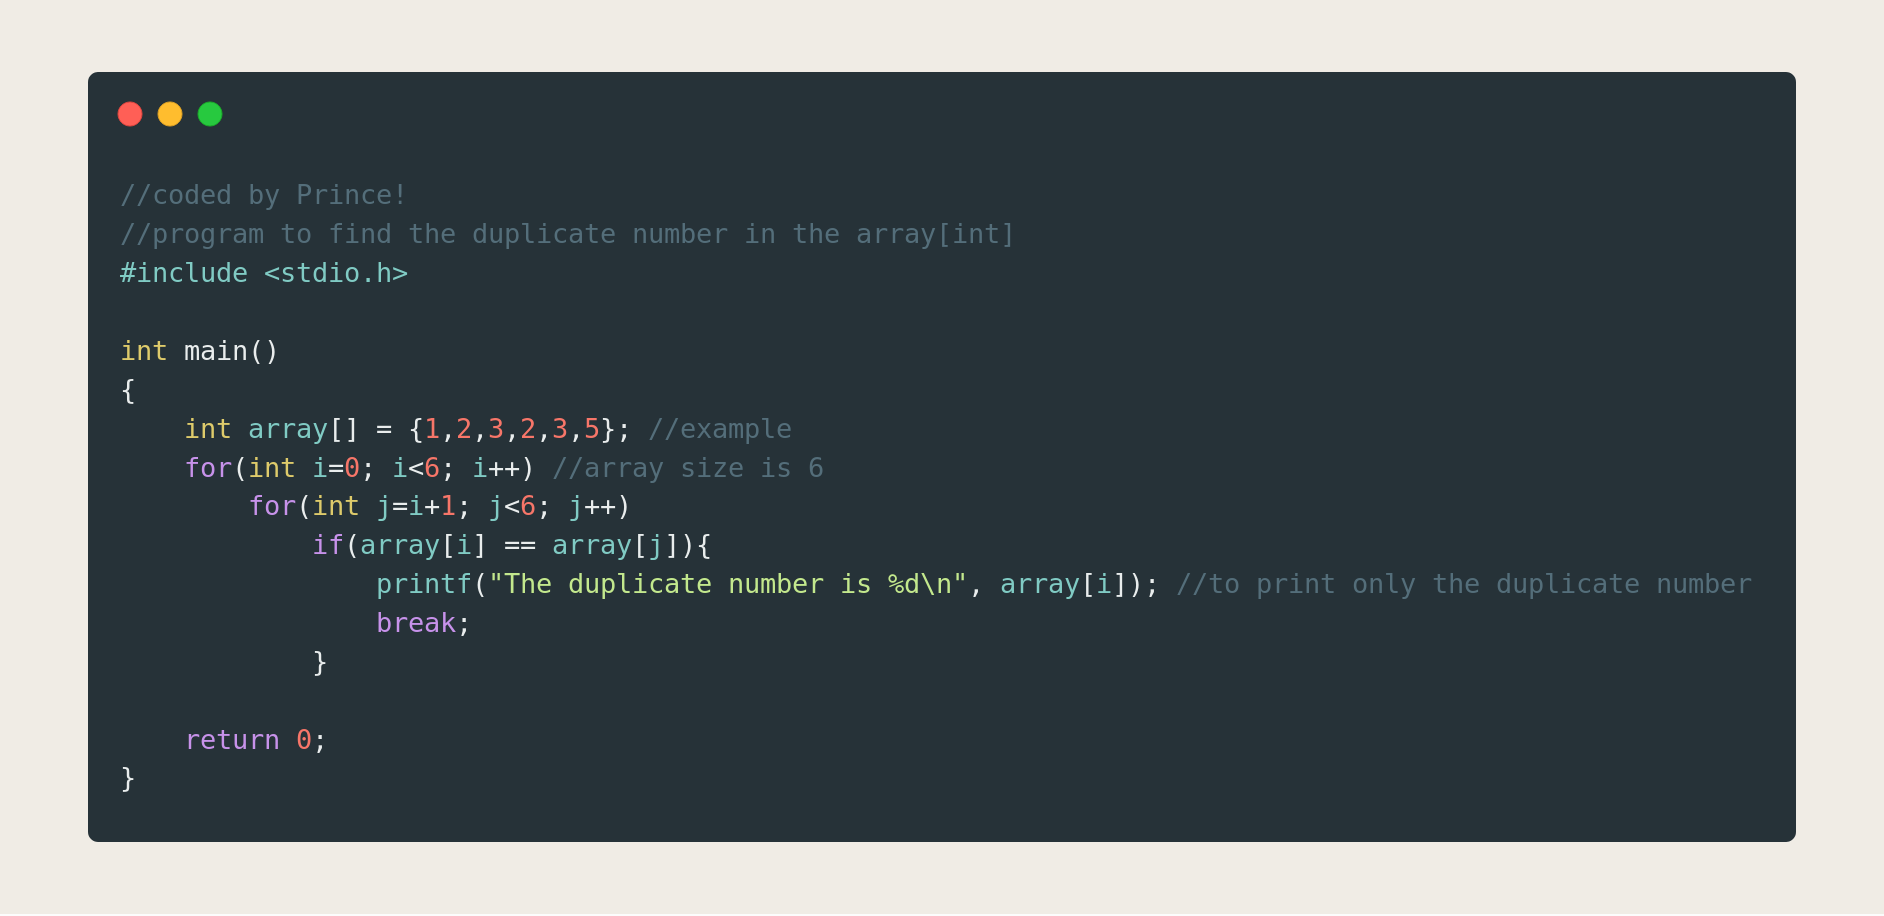 //coded by Prince!
//program to find the duplicate number in the array[int]
#include <stdio.h>

int main()
{
    int array[] = {1,2,3,2,3,5}; //example
    for(int i=0; i<6; i++) //array size is 6
        for(int j=i+1; j<6; j++)
            if(array[i] == array[j]){
                printf("The duplicate number is %d\n", array[i]); //to print only the duplicate number
                break;
            }

    return 0;
}